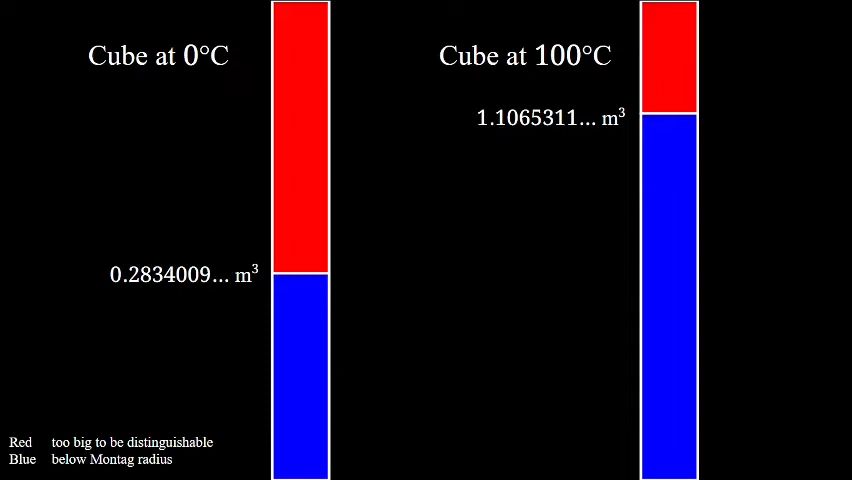 Cube at 0°C
Cube at 100°C
1.1065311... m³
0.2834009... m³
Red too big to be distinguishable
Blue below Montag radius